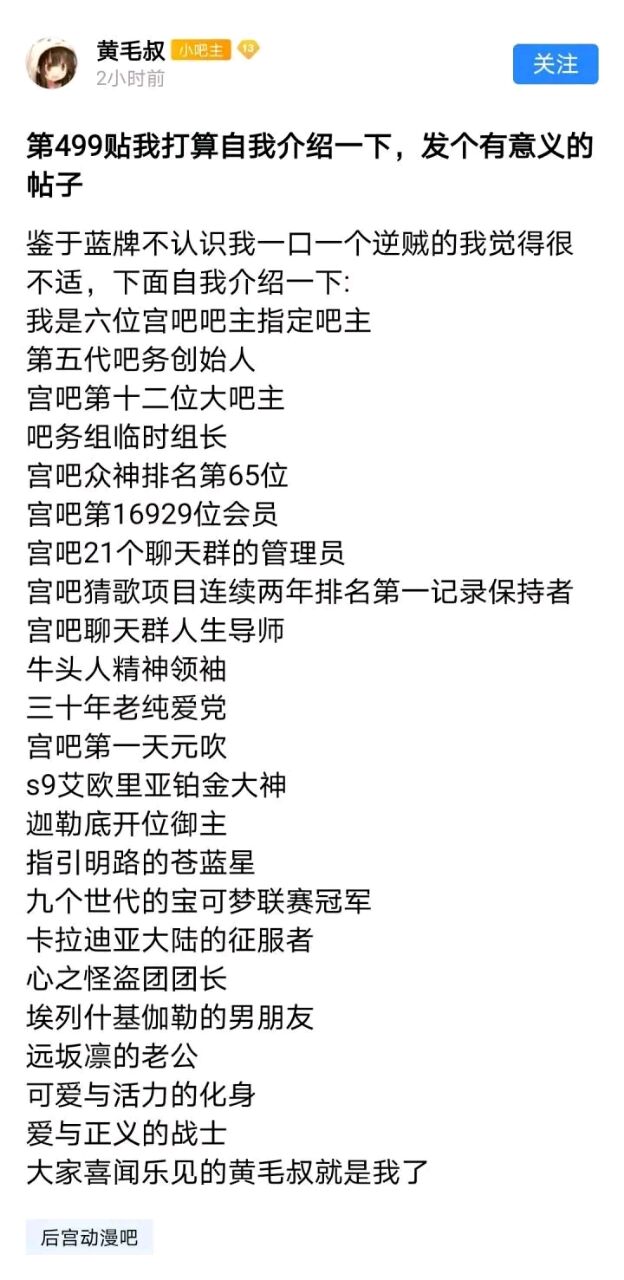 黄毛叔 小吧主 13
2小时前
关注
第499贴我打算自我介绍一下，发个有意义的
帖子
鉴于蓝牌不认识我一口一个逆贼的我觉得很
不适，下面自我介绍一下:
我是六位宫吧吧主指定吧主
第五代吧务创始人
宫吧第十二位大吧主
吧务组临时组长
宫吧众神排名第65位
宫吧第16929位会员
宫吧21个聊天群的管理员
宫吧猜歌项目连续两年排名第一记录保持者
宫吧聊天群人生导师
牛头人精神领袖
三十年老纯爱党
宫吧第一天元吹
s9艾欧里亚铂金大神
迦勒底开位御主
指引明路的苍蓝星
九个世代的宝可梦联赛冠军
卡拉迪亚大陆的征服者
心之怪盗团团长
埃列什基伽勒的男朋友
远坂凛的老公
可爱与活力的化身
爱与正义的战士
大家喜闻乐见的黄毛叔就是我了
后宫动漫吧